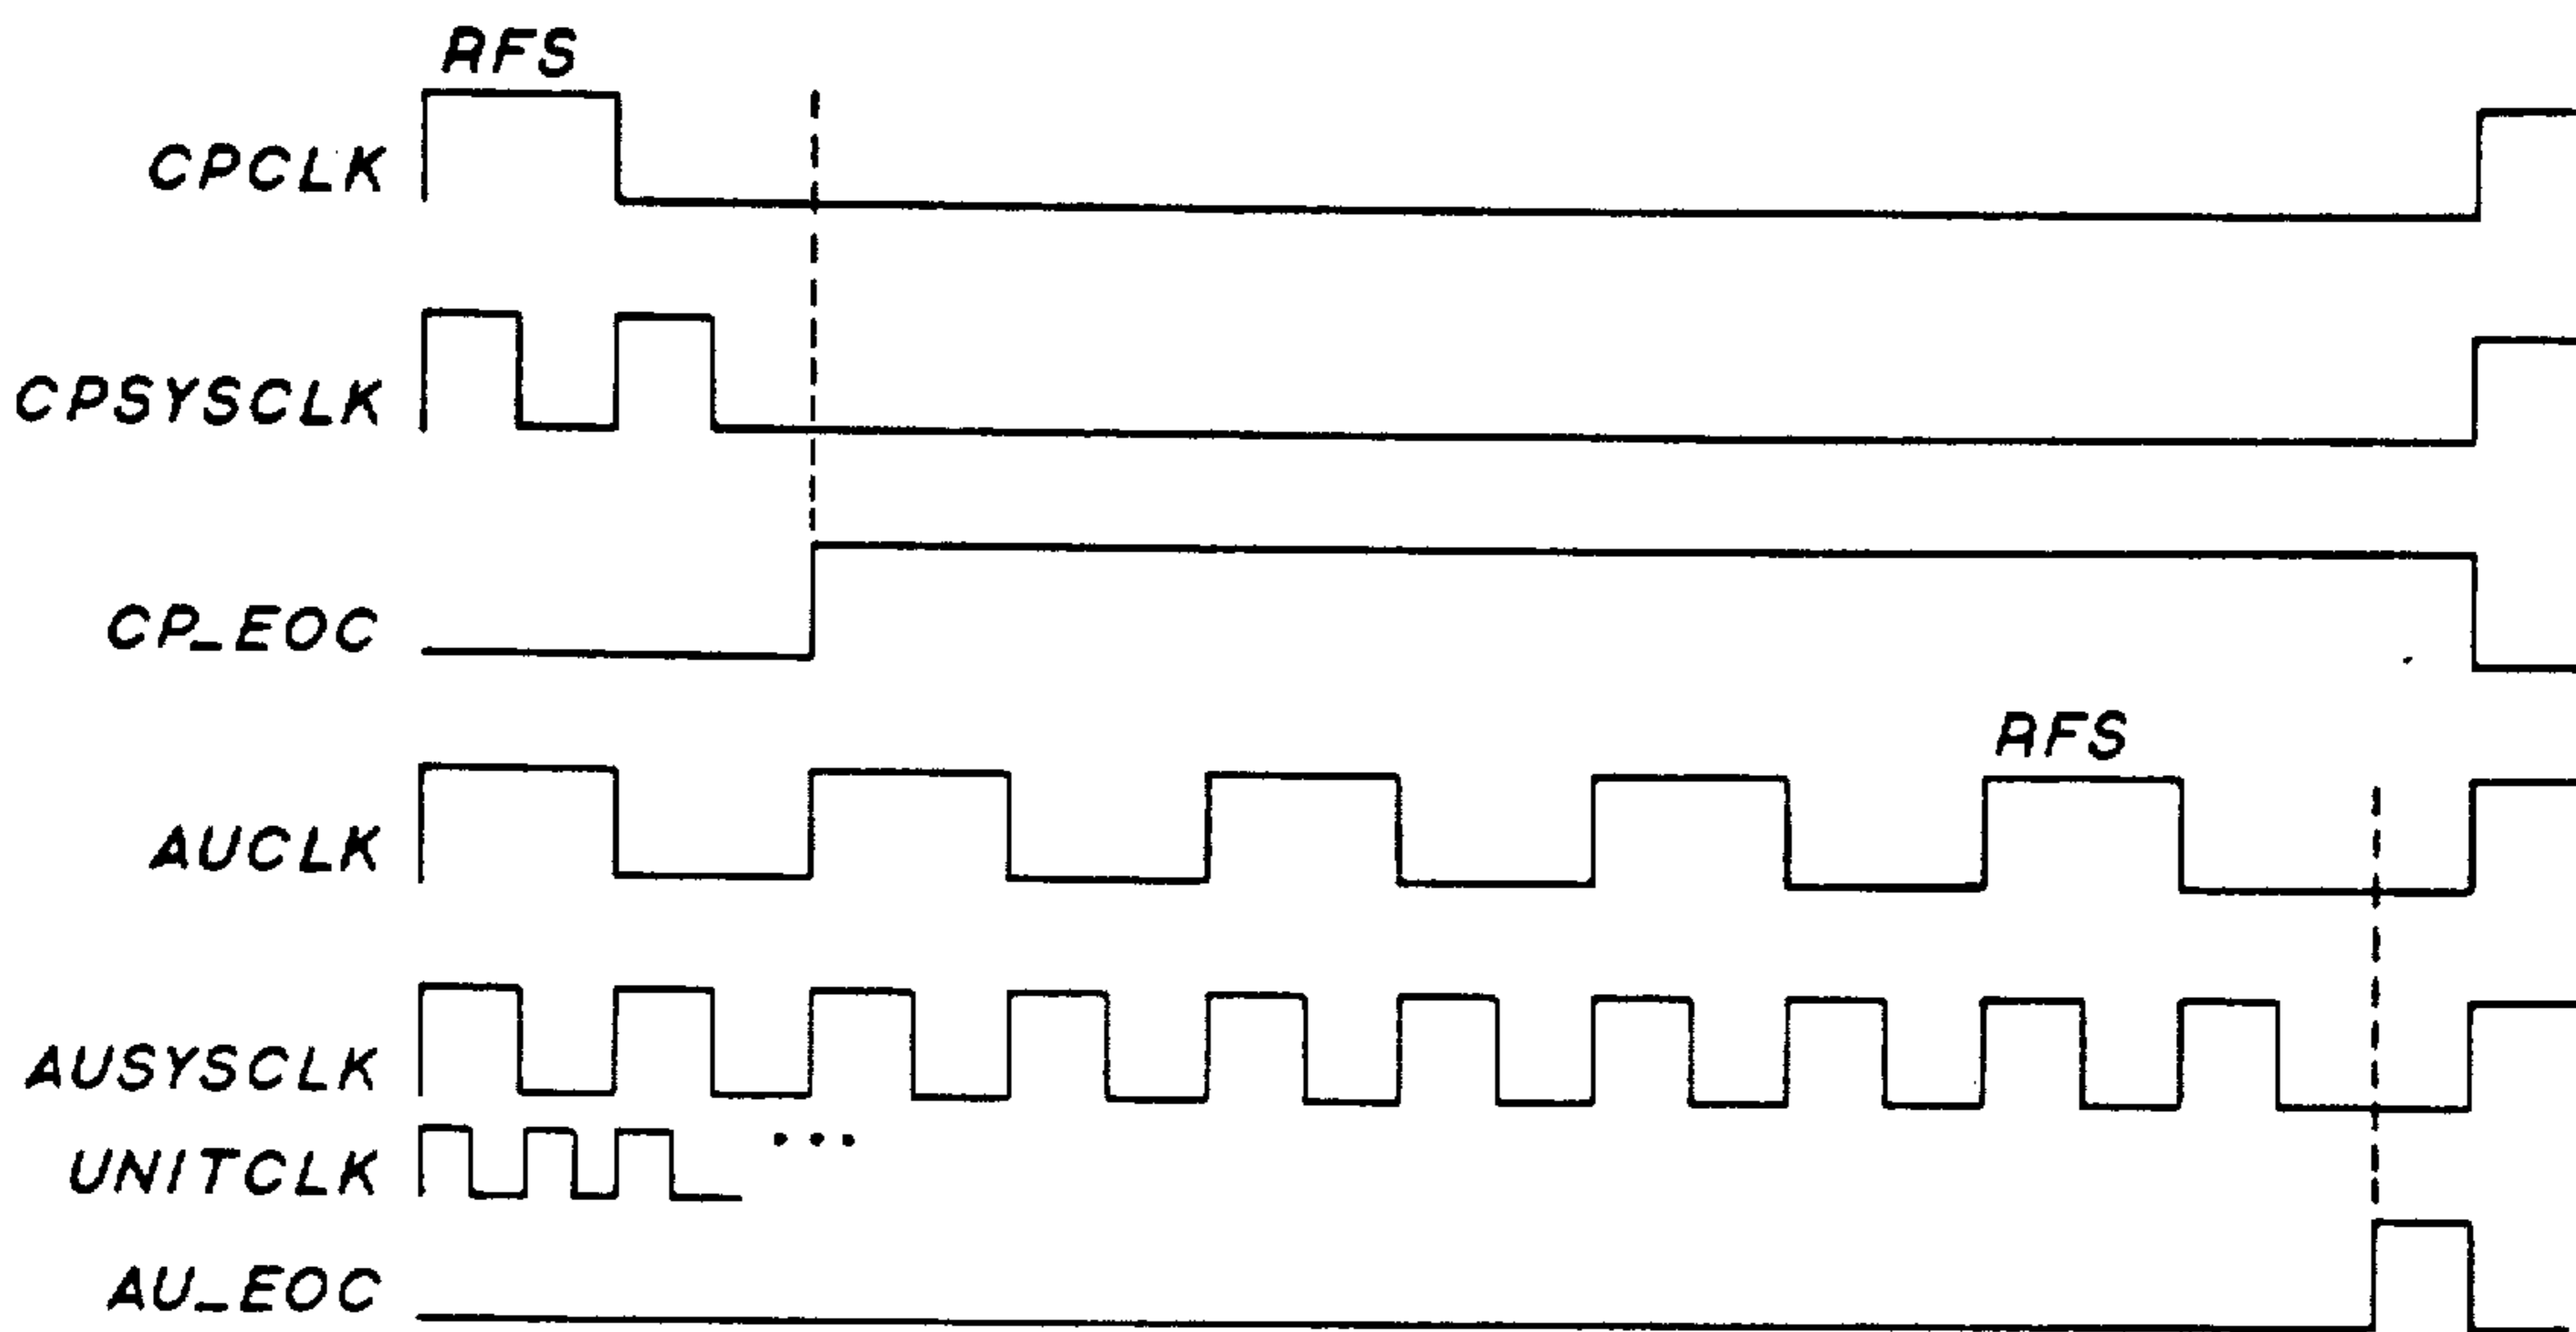 RFS
CPCLK
CPSYSCLK
CP_EOC
RFS
AUCLK
AUSYSCLK
UNITCLK
...
AU_EOC